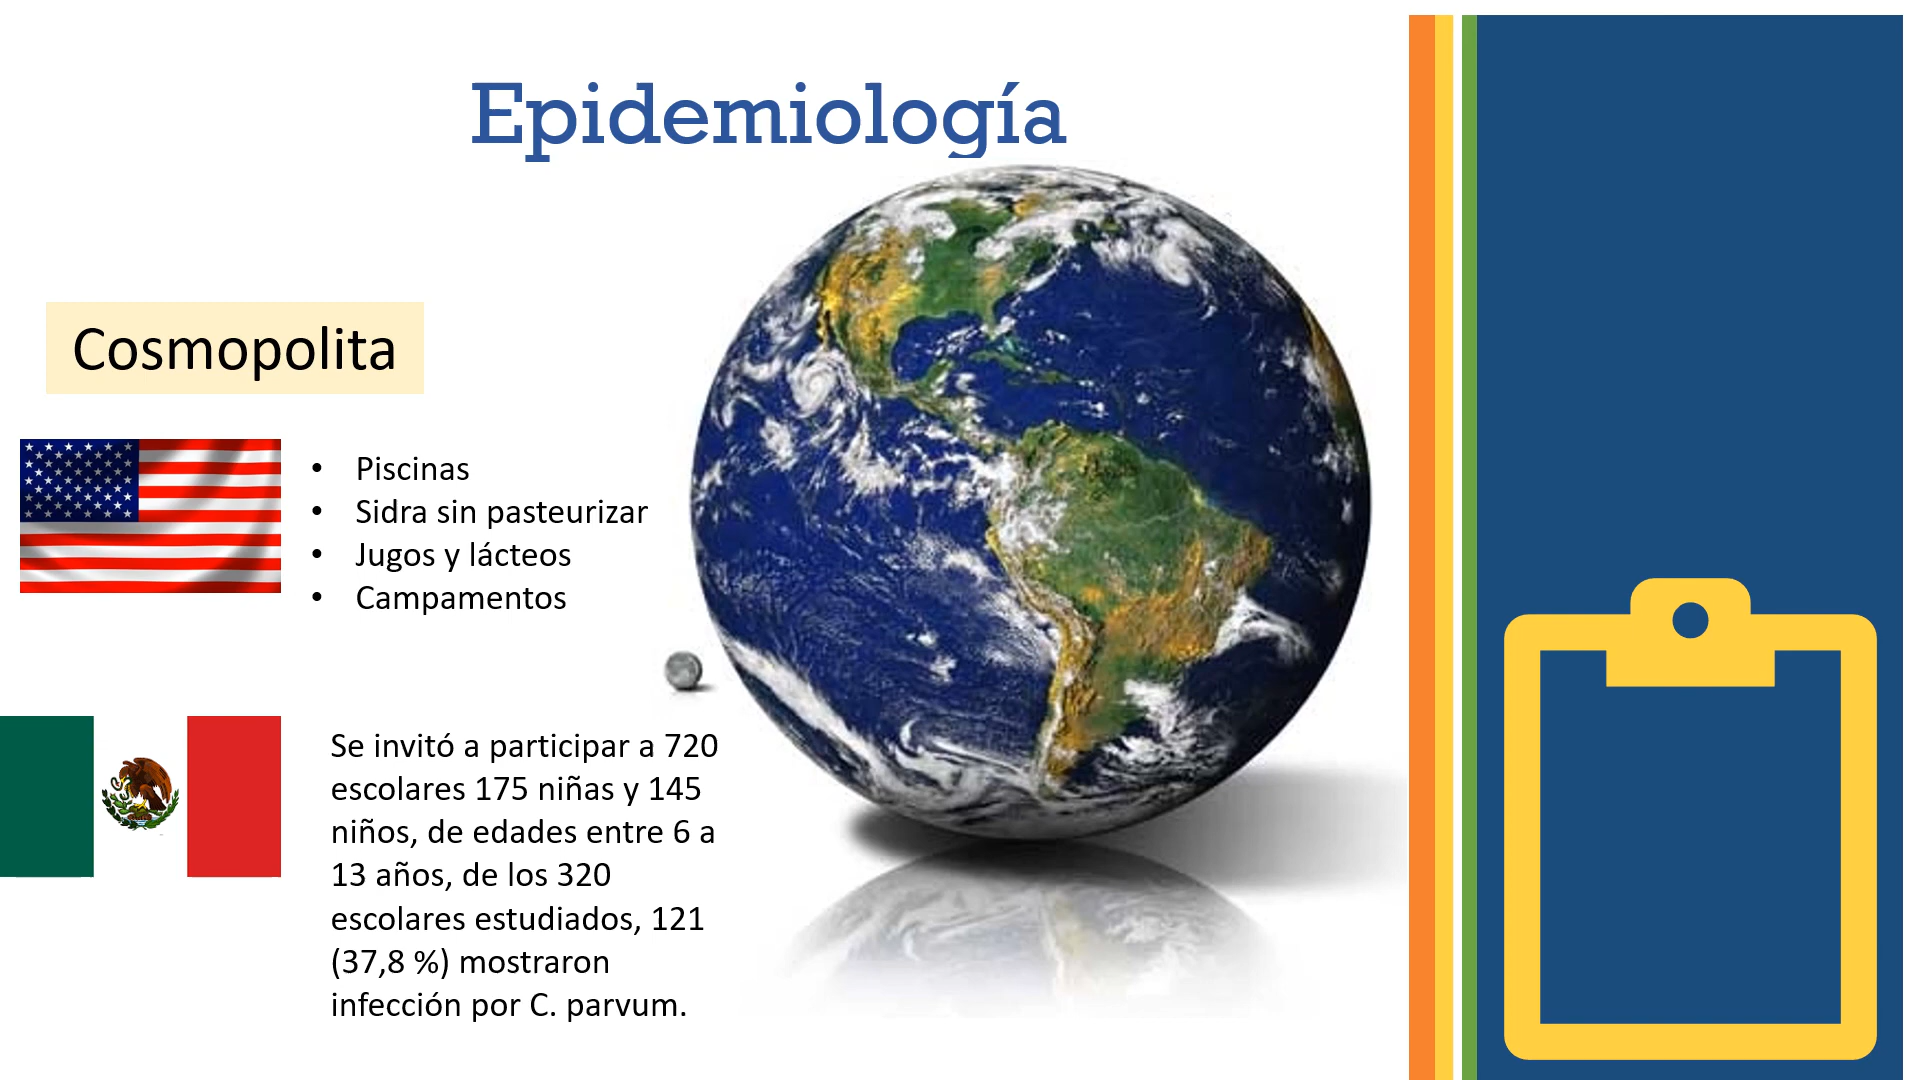 Epidemiología
Cosmopolita
• Piscinas
• Sidra sin pasteurizar
• Jugos y lácteos
• Campamentos
Se invitó a participar a 720
escolares 175 niñas y 145
niños, de edades entre 6 a
13 años, de los 320
escolares estudiados, 121
(37,8 %) mostraron
infección por C. parvum.